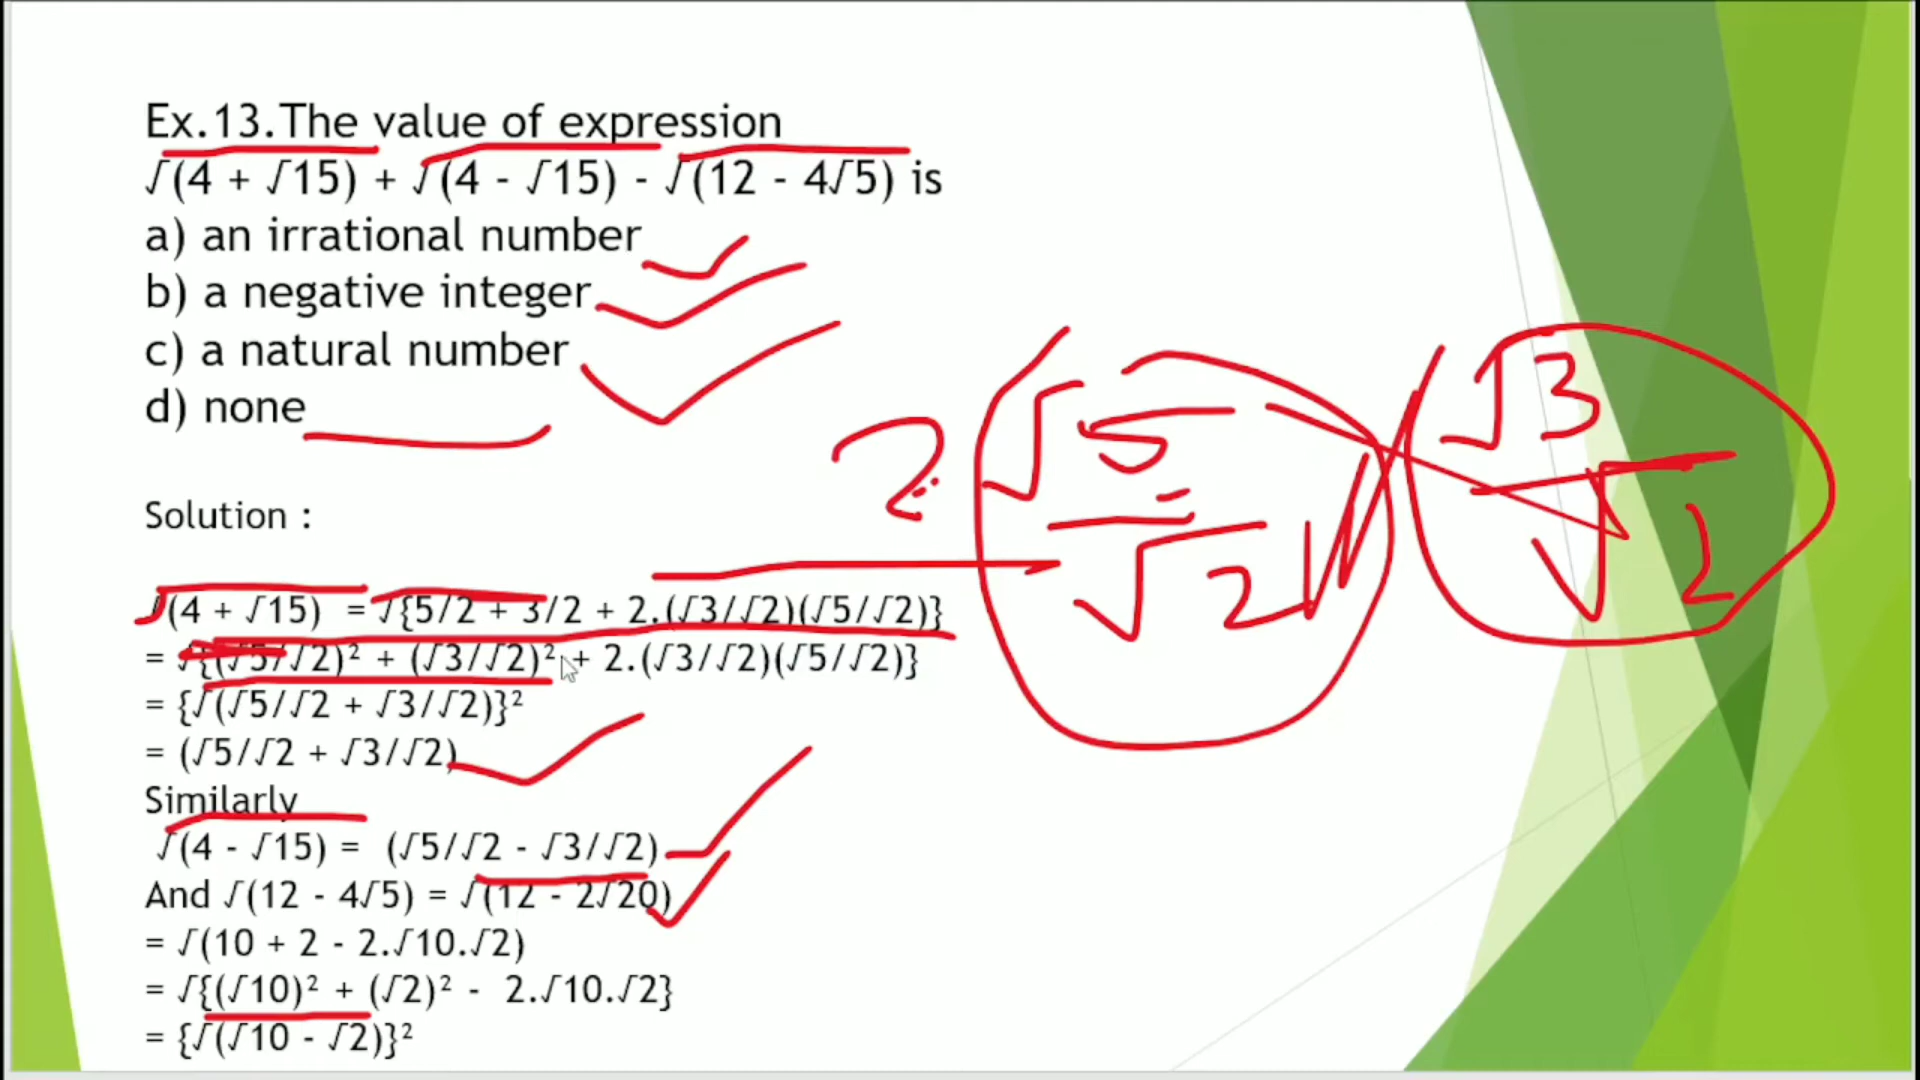 Ex.13.The value of expression
√(4 + √15) + √(4 - √15) - √(12 - 4√5) is
a) an irrational number
b) a negative integer
c) a natural number
d) none
2 √5/√2 √3/√2
Solution :
√(4 + √15) = √{5/2 + 3/2 + 2.(√3/√2)(√5/√2)}
= √{(√5/√2)² + (√3/√2)² + 2.(√3/√2)(√5/√2)}
= {√(√5/√2 + √3/√2)}²
= (√5/√2 + √3/√2)
Similarly
√(4 - √15) = (√5/√2 - √3/√2)
And √(12 - 4√5) = √(12 - 2√20)
= √(10 + 2 - 2.√10.√2)
= √{(√10)² + (√2)² - 2.√10.√2}
= {√(√10 - √2)}²